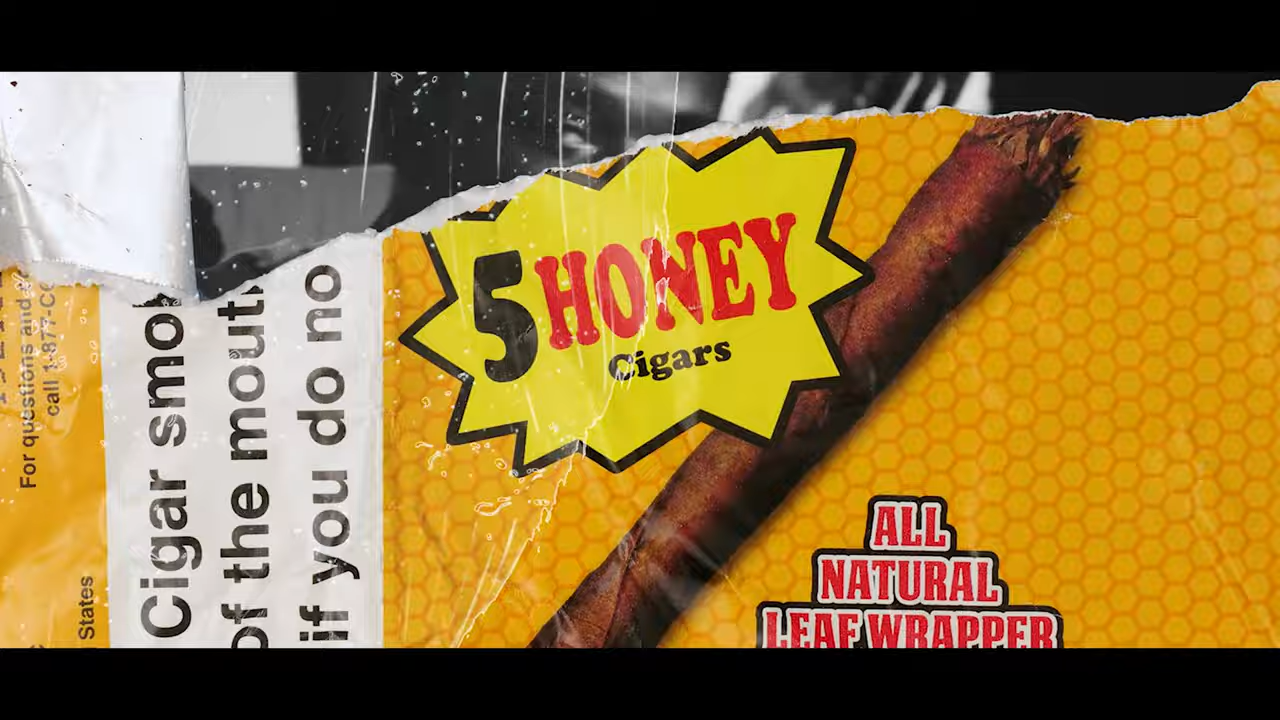 For questions and
call 1-877-C
States
Cigar smo
of the mout
if you do no
5 HONEY
Cigars
ALL
NATURAL
LEAF WRAPPER